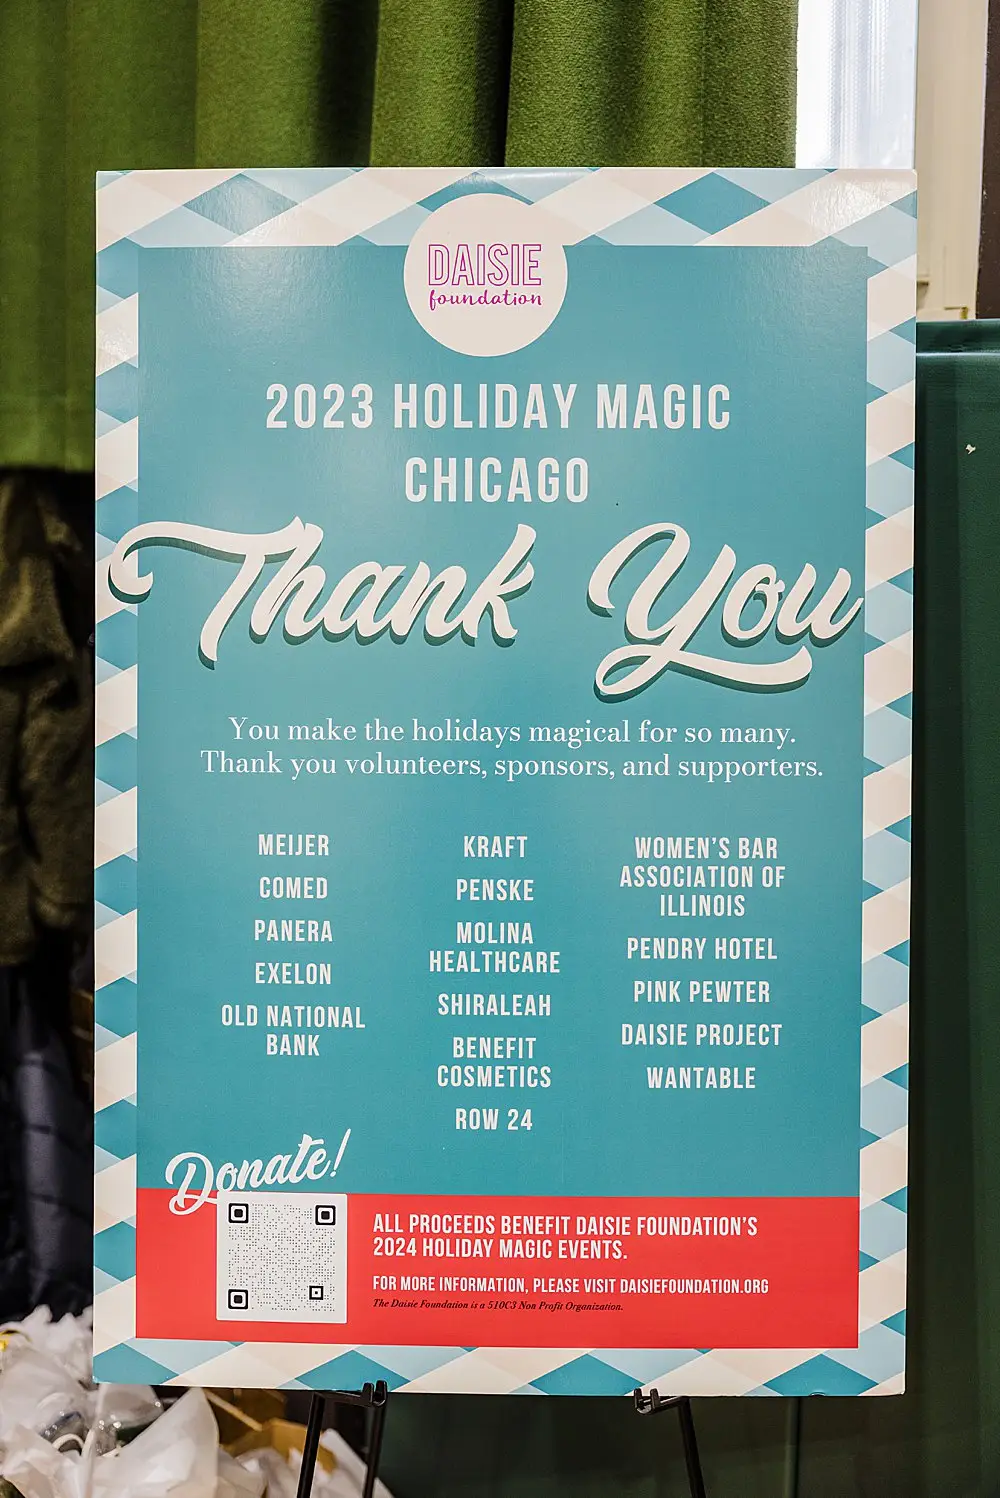 DAISIE
foundation
2023 HOLIDAY MAGIC
CHICAGO
Thank You
You make the holidays magical for so many.
Thank you volunteers, sponsors, and supporters.
MEIJER
COMED
PANERA
EXELON
OLD NATIONAL
BANK
KRAFT
PENSKE
MOLINA
HEALTHCARE
SHIRALEAH
BENEFIT
COSMETICS
ROW 24
WOMEN'S BAR
ASSOCIATION OF
ILLINOIS
PENDRY HOTEL
PINK PEWTER
DAISIE PROJECT
WANTABLE
Donate!
ALL PROCEEDS BENEFIT DAISIE FOUNDATION'S
2024 HOLIDAY MAGIC EVENTS.
FOR MORE INFORMATION, PLEASE VISIT DAISIEFOUNDATION.ORG
The Daisie Foundation is a 510C3 Non Profit Organization.